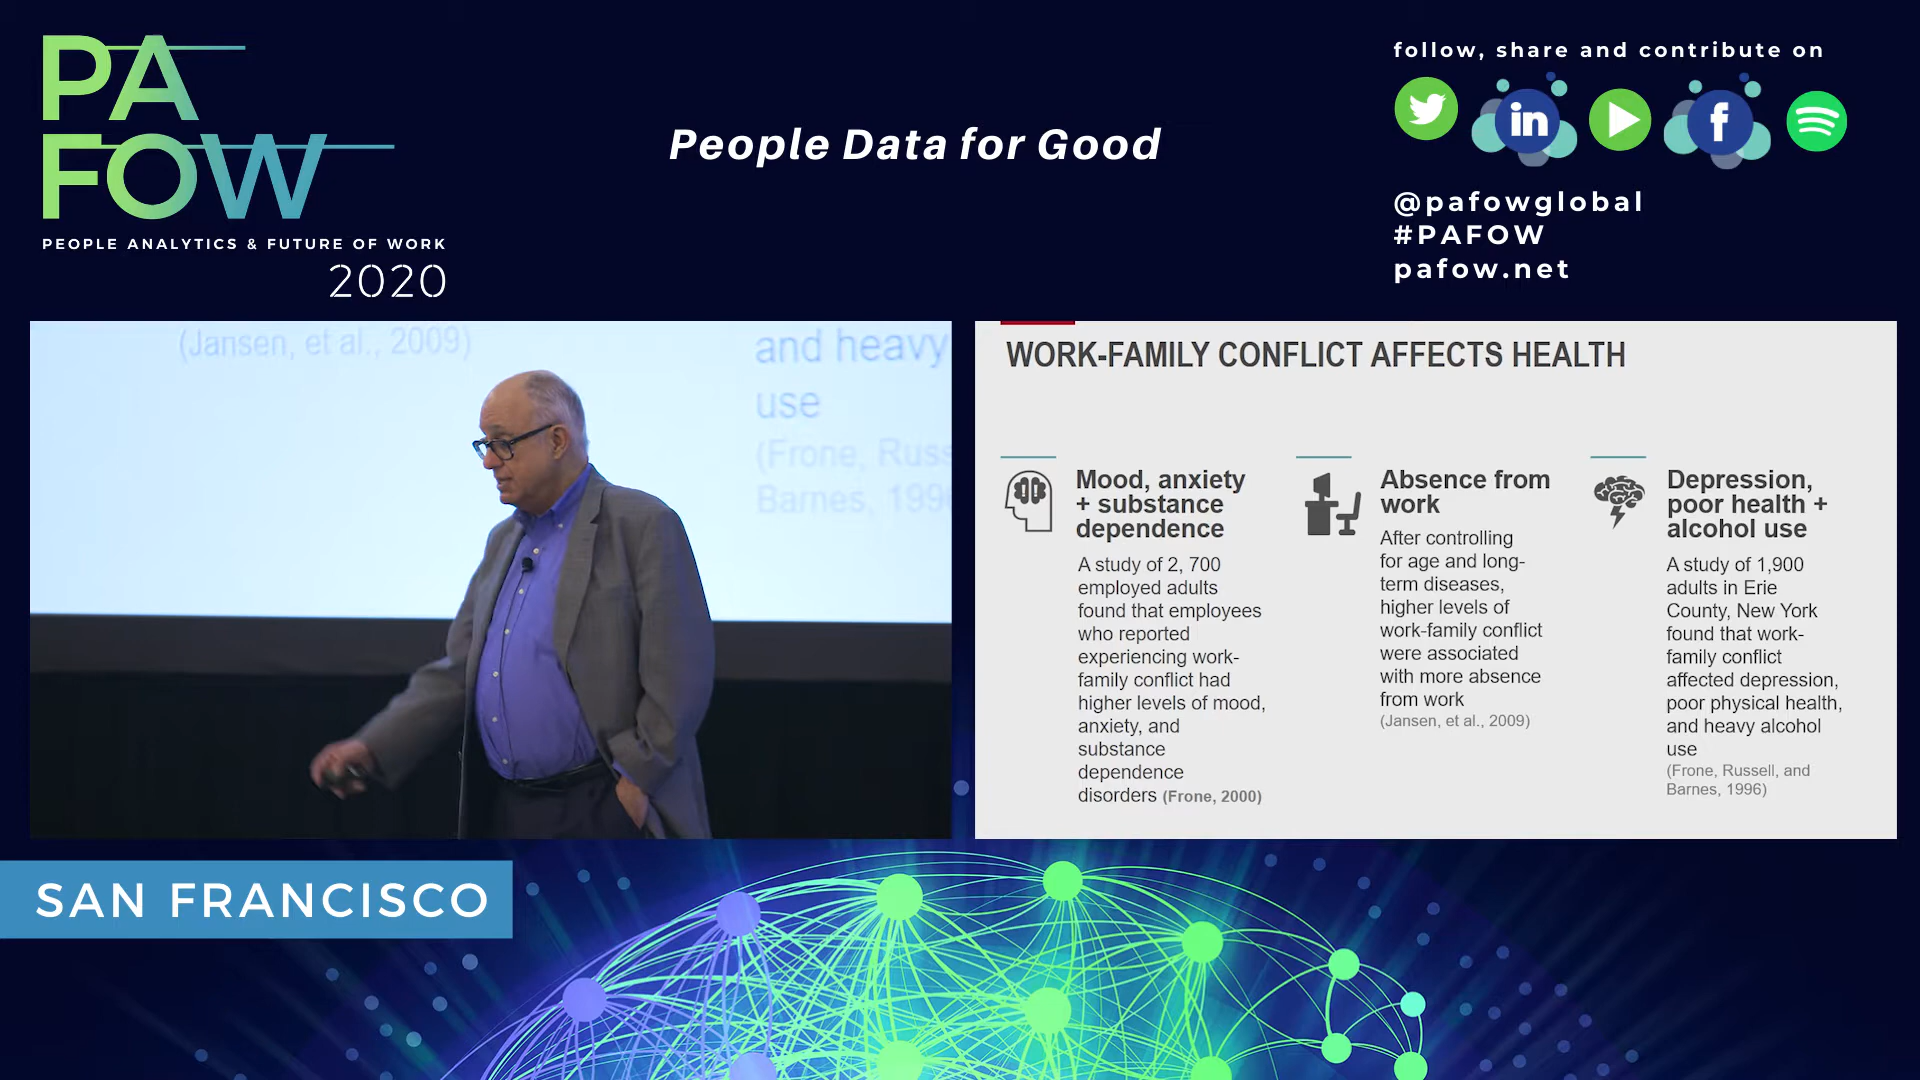 PA
FOW
PEOPLE ANALYTICS & FUTURE OF WORK
2020
People Data for Good
follow, share and contribute on
in
f
@pafowglobal
#PAFOW
pafow.net
(Jansen, et al., 2009)
and heavy
use
(Frone, Russ
Barnes, 199
WORK-FAMILY CONFLICT AFFECTS HEALTH
Mood, anxiety
+ substance
dependence
A study of 2, 700
employed adults
found that employees
who reported
experiencing work-
family conflict had
higher levels of mood,
anxiety, and
substance
dependence
disorders (Frone, 2000)
Absence from
work
After controlling
for age and long-
term diseases,
higher levels of
work-family conflict
were associated
with more absence
from work
(Jansen, et al., 2009)
Depression,
poor health +
alcohol use
A study of 1,900
adults in Erie
County, New York
found that work-
family conflict
affected depression,
poor physical health,
and heavy alcohol
use
(Frone, Russell, and
Barnes, 1996)
SAN FRANCISCO